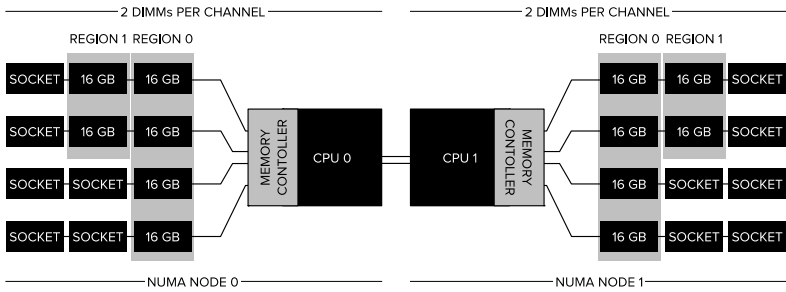 2 DIMMs PER CHANNEL 2 DIMMs PER CHANNEL
REGION 1 REGION 0 REGION 0 REGION 1
SOCKET 16 GB 16 GB 16 GB 16 GB SOCKET
SOCKET 16 GB 16 GB 16 GB 16 GB SOCKET
MEMORY
CONTOLLER
CPU 0 CPU 1
MEMORY
CONTOLLER
SOCKET SOCKET 16 GB 16 GB SOCKET SOCKET
SOCKET SOCKET 16 GB 16 GB SOCKET SOCKET
NUMA NODE 0 NUMA NODE 1